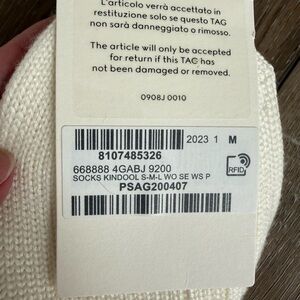 L'articolo verrà accettato in
restituzione solo se questo TAG
non sarà danneggiato o rimosso.
The article will only be accepted
for return if this TAG has
not been damaged or removed.
0908J 0010
2023 1 M
8107485326
668888 4GABJ 9200
RFID
SOCKS KINDOOL S-M-L WO SE WS P
PSAG200407